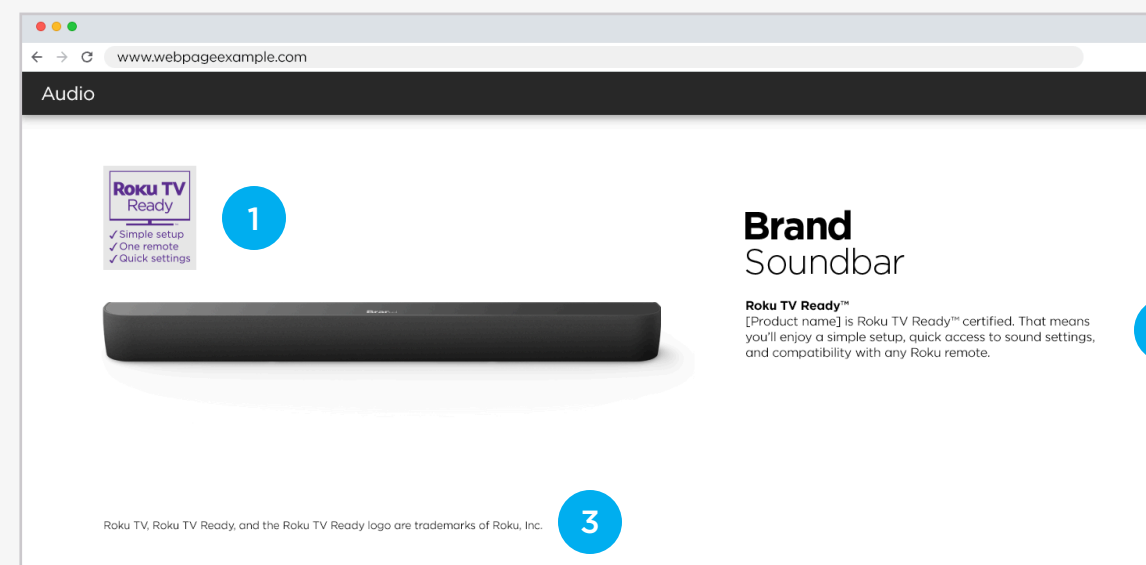 www.webpageexample.com
Audio
Roku TV
Ready
✓Simple setup
✓One remote
✓Quick settings
1
Brand
Soundbar
Roku TV Ready™
[Product name] is Roku TV Ready™ certified. That means
you'll enjoy a simple setup, quick access to sound settings,
and compatibility with any Roku remote.
Roku TV, Roku TV Ready, and the Roku TV Ready logo are trademarks of Roku, Inc.
3